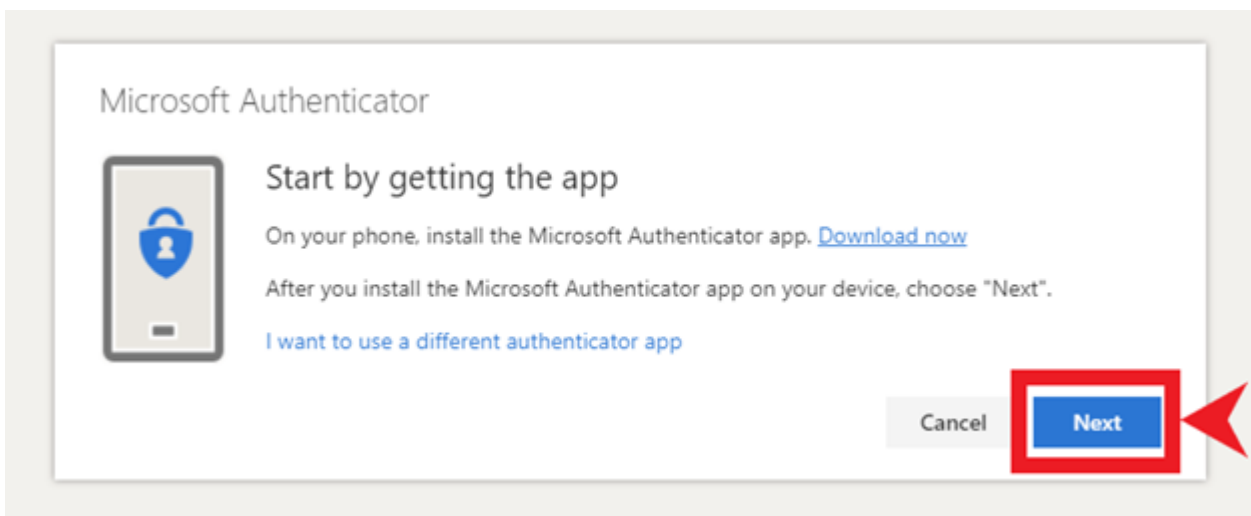 Microsoft Authenticator
Start by getting the app
On your phone, install the Microsoft Authenticator app. Download now
After you install the Microsoft Authenticator app on your device, choose "Next".
I want to use a different authenticator app
Cancel Next